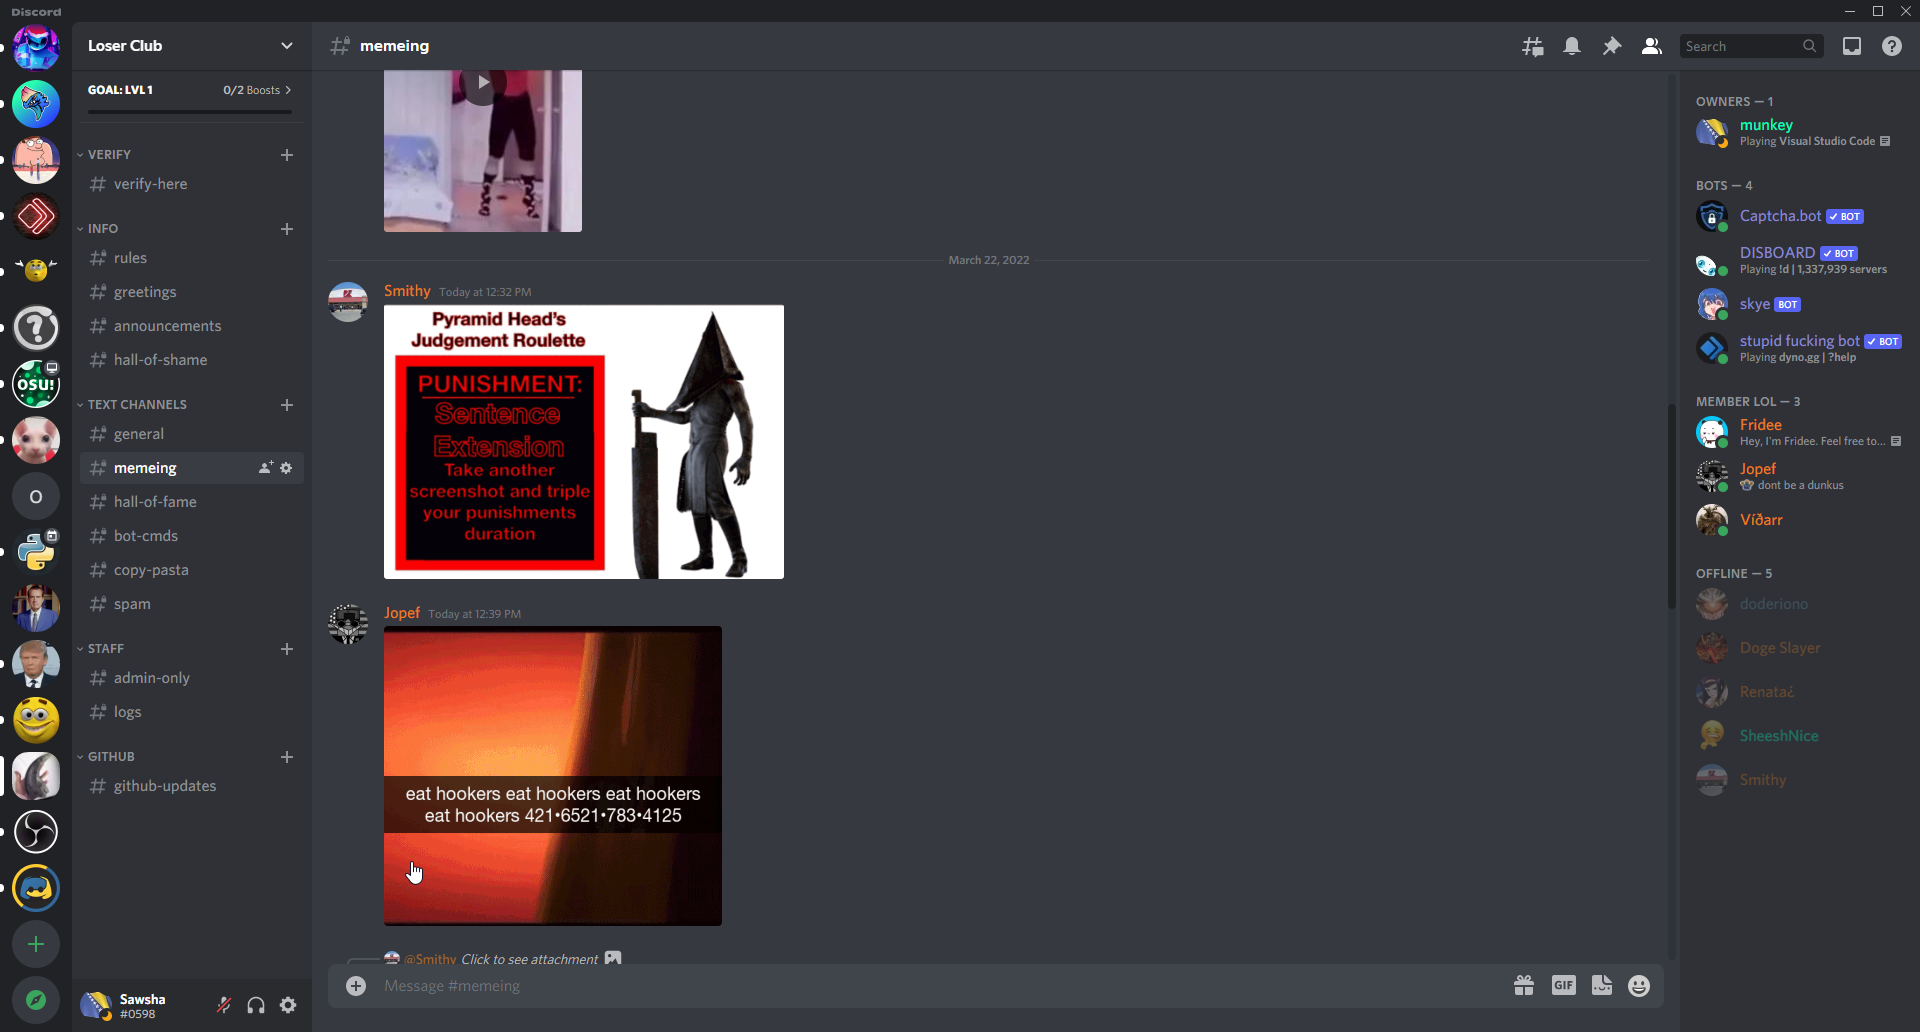 Discord
Loser Club
GOAL: LVL 1 0/2 Boosts
VERIFY
verify-here
INFO
rules
greetings
announcements
hall-of-shame
TEXT CHANNELS
general
memeing
hall-of-fame
bot-cmds
copy-pasta
spam
STAFF
admin-only
logs
GITHUB
github-updates
OSU!
O
Sawsha
#0598
memeing
Search
March 22, 2022
Smithy Today at 12:32 PM
Pyramid Head's
Judgement Roulette
PUNISHMENT:
Sentence
Extension
Take another
screenshot and triple
your punishments
duration
Jopef Today at 12:39 PM
eat hookers eat hookers eat hookers
eat hookers 421•6521•783•4125
@Smithy Click to see attachment
Message #memeing
GIF
OWNERS — 1
munkey
Playing Visual Studio Code
BOTS — 4
Captcha.bot BOT
DISBOARD BOT
Playing !d | 1,337,939 servers
skye BOT
stupid fucking bot BOT
Playing dyno.gg | ?help
MEMBER LOL — 3
Fridee
Hey, I'm Fridee. Feel free to...
Jopef
dont be a dunkus
Víðarr
OFFLINE — 5
doderiono
Doge Slayer
Renata¿
SheeshNice
Smithy